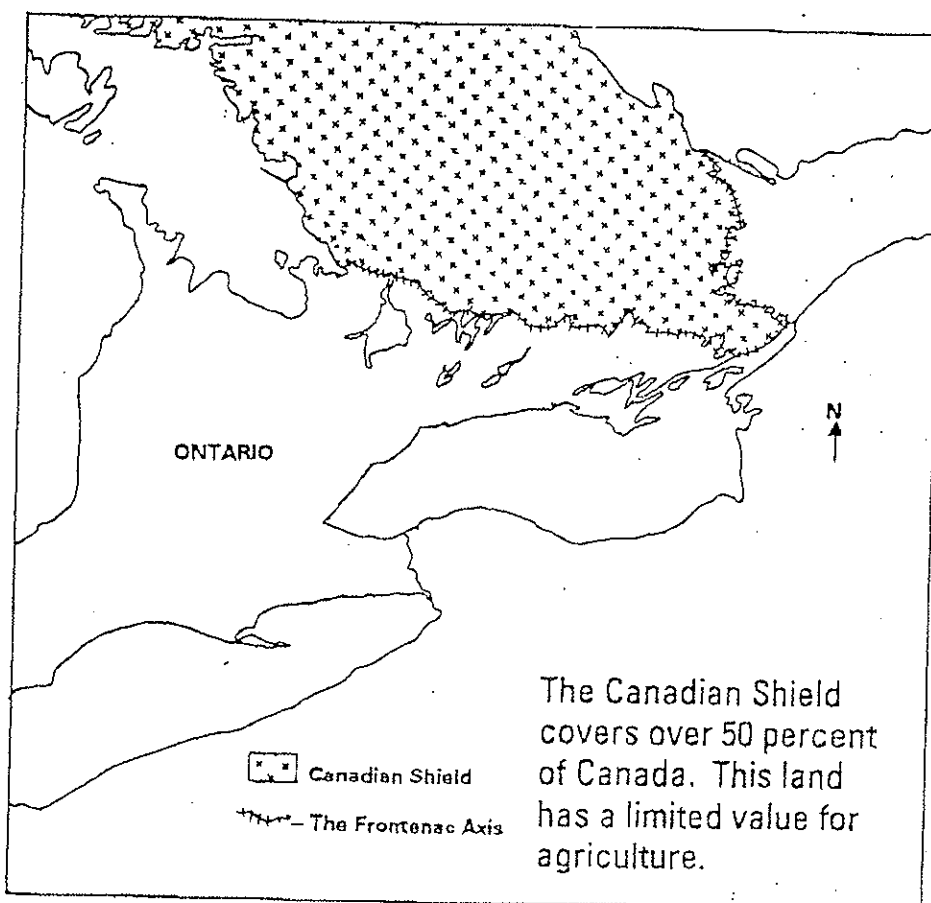 N
ONTARIO
The Canadian Shield
covers over 50 percent
of Canada. This land
has a limited value for
agriculture.
Canadian Shield
The Frontenac Axis